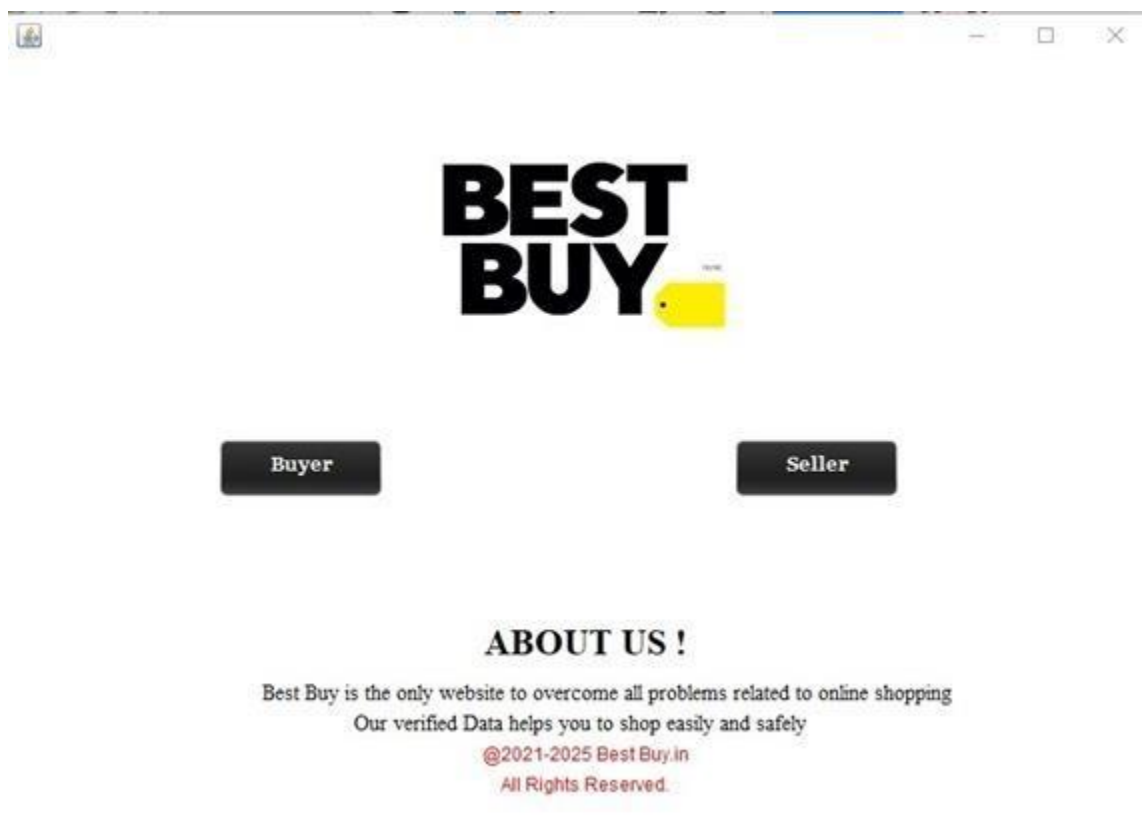 BEST
BUY
Buyer
Seller
ABOUT US !
Best Buy is the only website to overcome all problems related to online shopping
Our verified Data helps you to shop easily and safely
@2021-2025 Best Buy.in
All Rights Reserved.